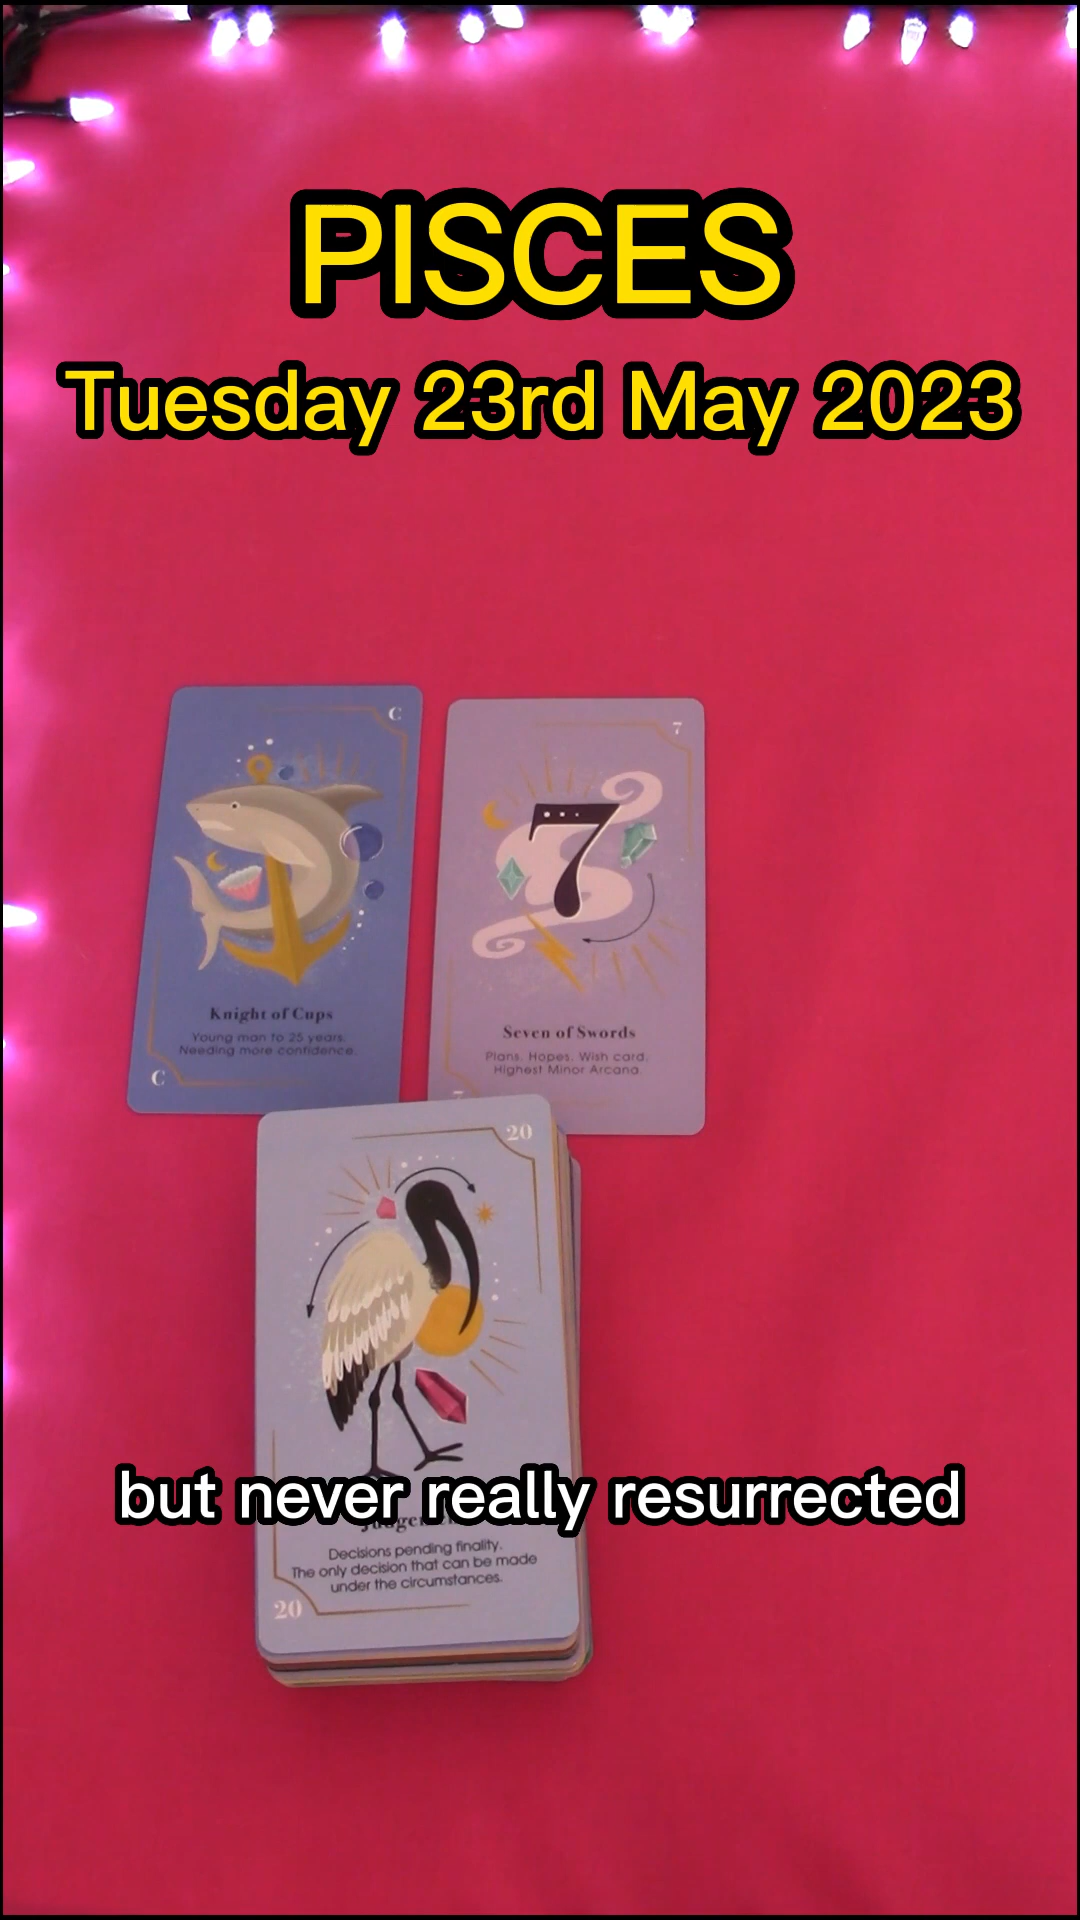 PISCES
Tuesday 23rd May 2023
C
Knight of Cups
Young man to 25 years.
Needing more confidence.
C
7
7
Seven of Swords
Plans. Hopes. Wish card.
Highest Minor Arcana.
20
but never really resurrected
Decisions pending finality.
The only decision that can be made
under the circumstances.
20